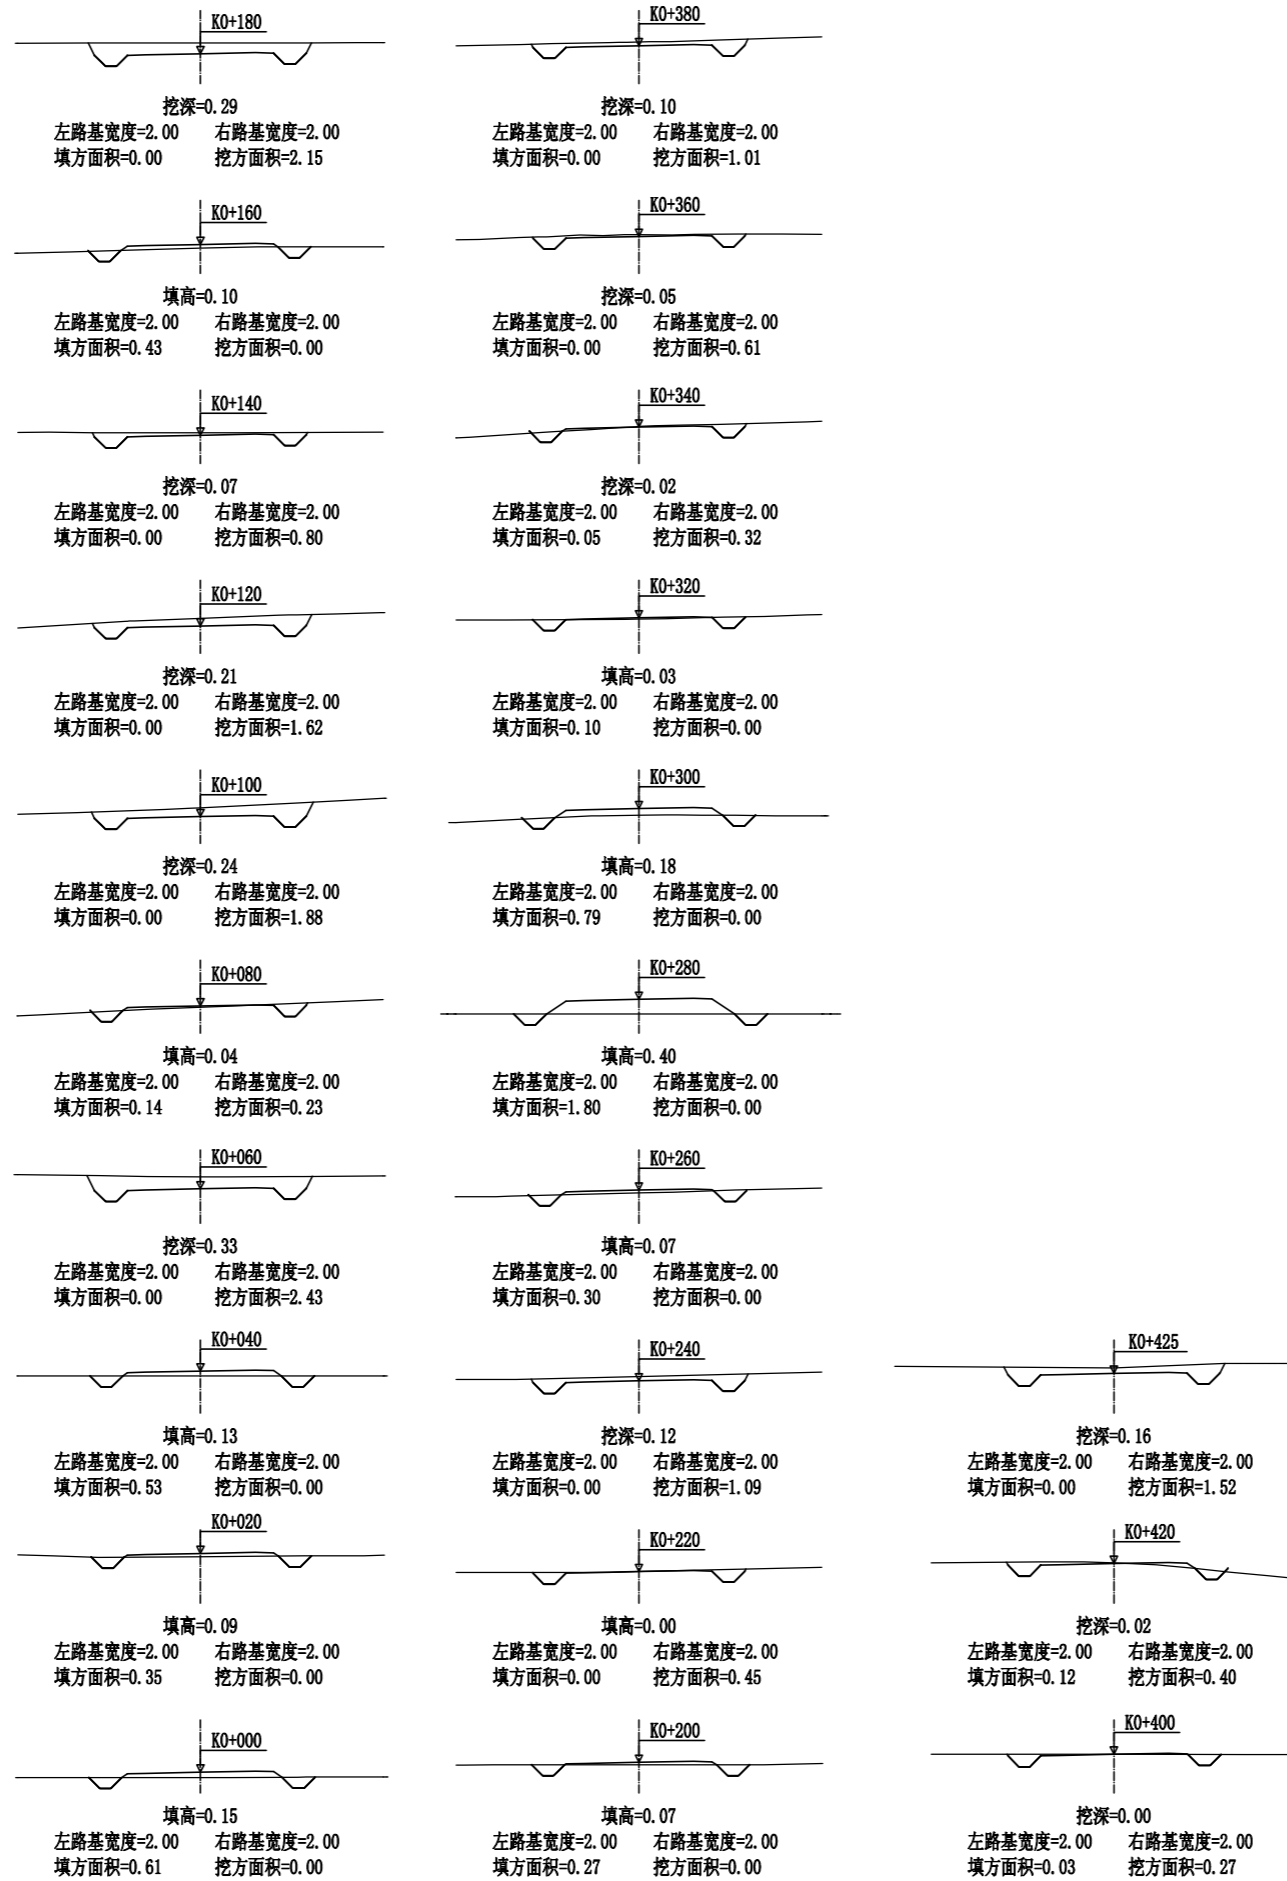 K0+180
挖深=0.29
左路基宽度=2.00 右路基宽度=2.00
填方面积=0.00 挖方面积=2.15
K0+160
填高=0.10
左路基宽度=2.00 右路基宽度=2.00
填方面积=0.43 挖方面积=0.00
K0+140
挖深=0.07
左路基宽度=2.00 右路基宽度=2.00
填方面积=0.00 挖方面积=0.80
K0+120
挖深=0.21
左路基宽度=2.00 右路基宽度=2.00
填方面积=0.00 挖方面积=1.62
K0+100
挖深=0.24
左路基宽度=2.00 右路基宽度=2.00
填方面积=0.00 挖方面积=1.88
K0+080
填高=0.04
左路基宽度=2.00 右路基宽度=2.00
填方面积=0.14 挖方面积=0.23
K0+060
挖深=0.33
左路基宽度=2.00 右路基宽度=2.00
填方面积=0.00 挖方面积=2.43
K0+040
填高=0.13
左路基宽度=2.00 右路基宽度=2.00
填方面积=0.53 挖方面积=0.00
K0+020
填高=0.09
左路基宽度=2.00 右路基宽度=2.00
填方面积=0.35 挖方面积=0.00
K0+000
填高=0.15
左路基宽度=2.00 右路基宽度=2.00
填方面积=0.61 挖方面积=0.00
K0+380
挖深=0.10
左路基宽度=2.00 右路基宽度=2.00
填方面积=0.00 挖方面积=1.01
K0+360
挖深=0.05
左路基宽度=2.00 右路基宽度=2.00
填方面积=0.00 挖方面积=0.61
K0+340
挖深=0.02
左路基宽度=2.00 右路基宽度=2.00
填方面积=0.05 挖方面积=0.32
K0+320
填高=0.03
左路基宽度=2.00 右路基宽度=2.00
填方面积=0.10 挖方面积=0.00
K0+300
填高=0.18
左路基宽度=2.00 右路基宽度=2.00
填方面积=0.79 挖方面积=0.00
K0+280
填高=0.40
左路基宽度=2.00 右路基宽度=2.00
填方面积=1.80 挖方面积=0.00
K0+260
填高=0.07
左路基宽度=2.00 右路基宽度=2.00
填方面积=0.30 挖方面积=0.00
K0+240
挖深=0.12
左路基宽度=2.00 右路基宽度=2.00
填方面积=0.00 挖方面积=1.09
K0+220
填高=0.00
左路基宽度=2.00 右路基宽度=2.00
填方面积=0.00 挖方面积=0.45
K0+200
填高=0.07
左路基宽度=2.00 右路基宽度=2.00
填方面积=0.27 挖方面积=0.00
K0+425
挖深=0.16
左路基宽度=2.00 右路基宽度=2.00
填方面积=0.00 挖方面积=1.52
K0+420
挖深=0.02
左路基宽度=2.00 右路基宽度=2.00
填方面积=0.12 挖方面积=0.40
K0+400
挖深=0.00
左路基宽度=2.00 右路基宽度=2.00
填方面积=0.03 挖方面积=0.27